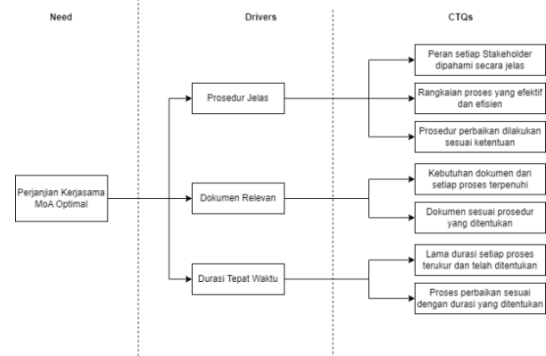 Need
Drivers
CTQs
Perjanjian Kerjasama
MoA Optimal
Prosedur Jelas
Dokumen Relevan
Durasi Tepat Waktu
Peran setiap Stakeholder
dipahami secara jelas
Rangkaian proses yang efektif
dan efisien
Prosedur perbaikan dilakukan
sesuai ketentuan
Kebutuhan dokumen dari
setiap proses terpenuhi
Dokumen sesuai prosedur
yang ditentukan
Lama durasi setiap proses
terukur dan telah ditentukan
Proses perbaikan sesuai
dengan durasi yang ditentukan